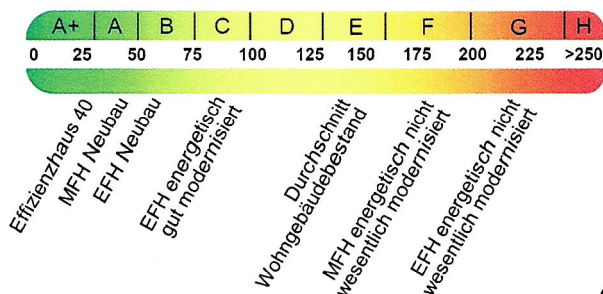 A+ A B C D E F G H
0 25 50 75 100 125 150 175 200 225 >250
Effizienzhaus 40
MFH Neubau
EFH Neubau
EFH energetisch
gut modernisiert
Durchschnitt
Wohngebäudebestand
MFH energetisch nicht
wesentlich modernisiert
EFH energetisch nicht
wesentlich modernisiert